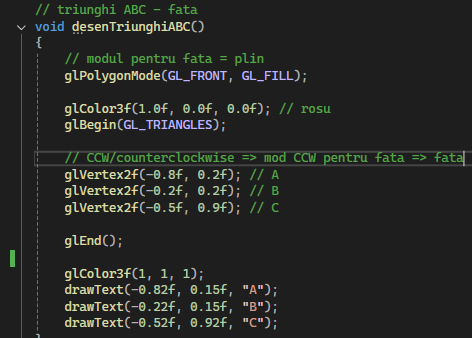 // triunghi ABC - fata
void desenTriunghiABC()
{
// modul pentru fata = plin
glPolygonMode(GL_FRONT, GL_FILL);
glColor3f(1.0f, 0.0f, 0.0f); // rosu
glBegin(GL_TRIANGLES);
// CCW/counterclockwise => mod CCW pentru fata => fata
glVertex2f(-0.8f, 0.2f); // A
glVertex2f(-0.2f, 0.2f); // B
glVertex2f(-0.5f, 0.9f); // C
glEnd();
glColor3f(1, 1, 1);
drawText(-0.82f, 0.15f, "A");
drawText(-0.22f, 0.15f, "B");
drawText(-0.52f, 0.92f, "C");